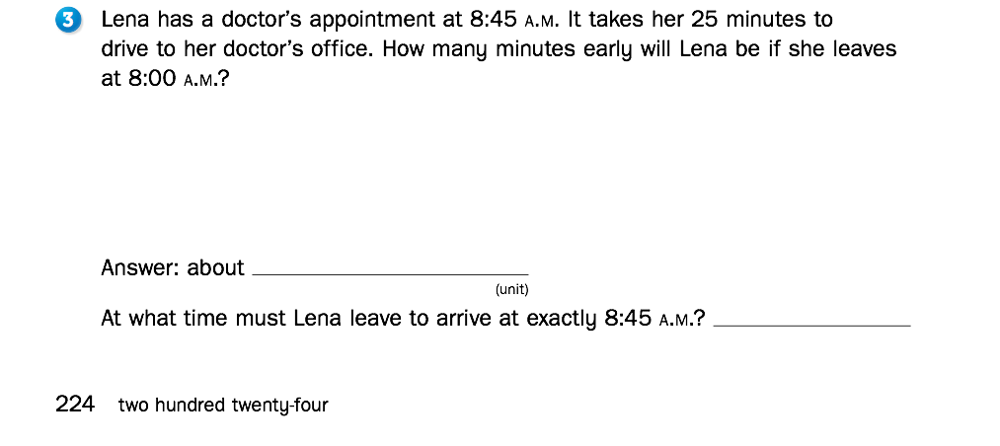 3 Lena has a doctor's appointment at 8:45 A.M. It takes her 25 minutes to
drive to her doctor's office. How many minutes early will Lena be if she leaves
at 8:00 A.M.?
Answer: about
(unit)
At what time must Lena leave to arrive at exactly 8:45 A.M.?
224 two hundred twenty-four